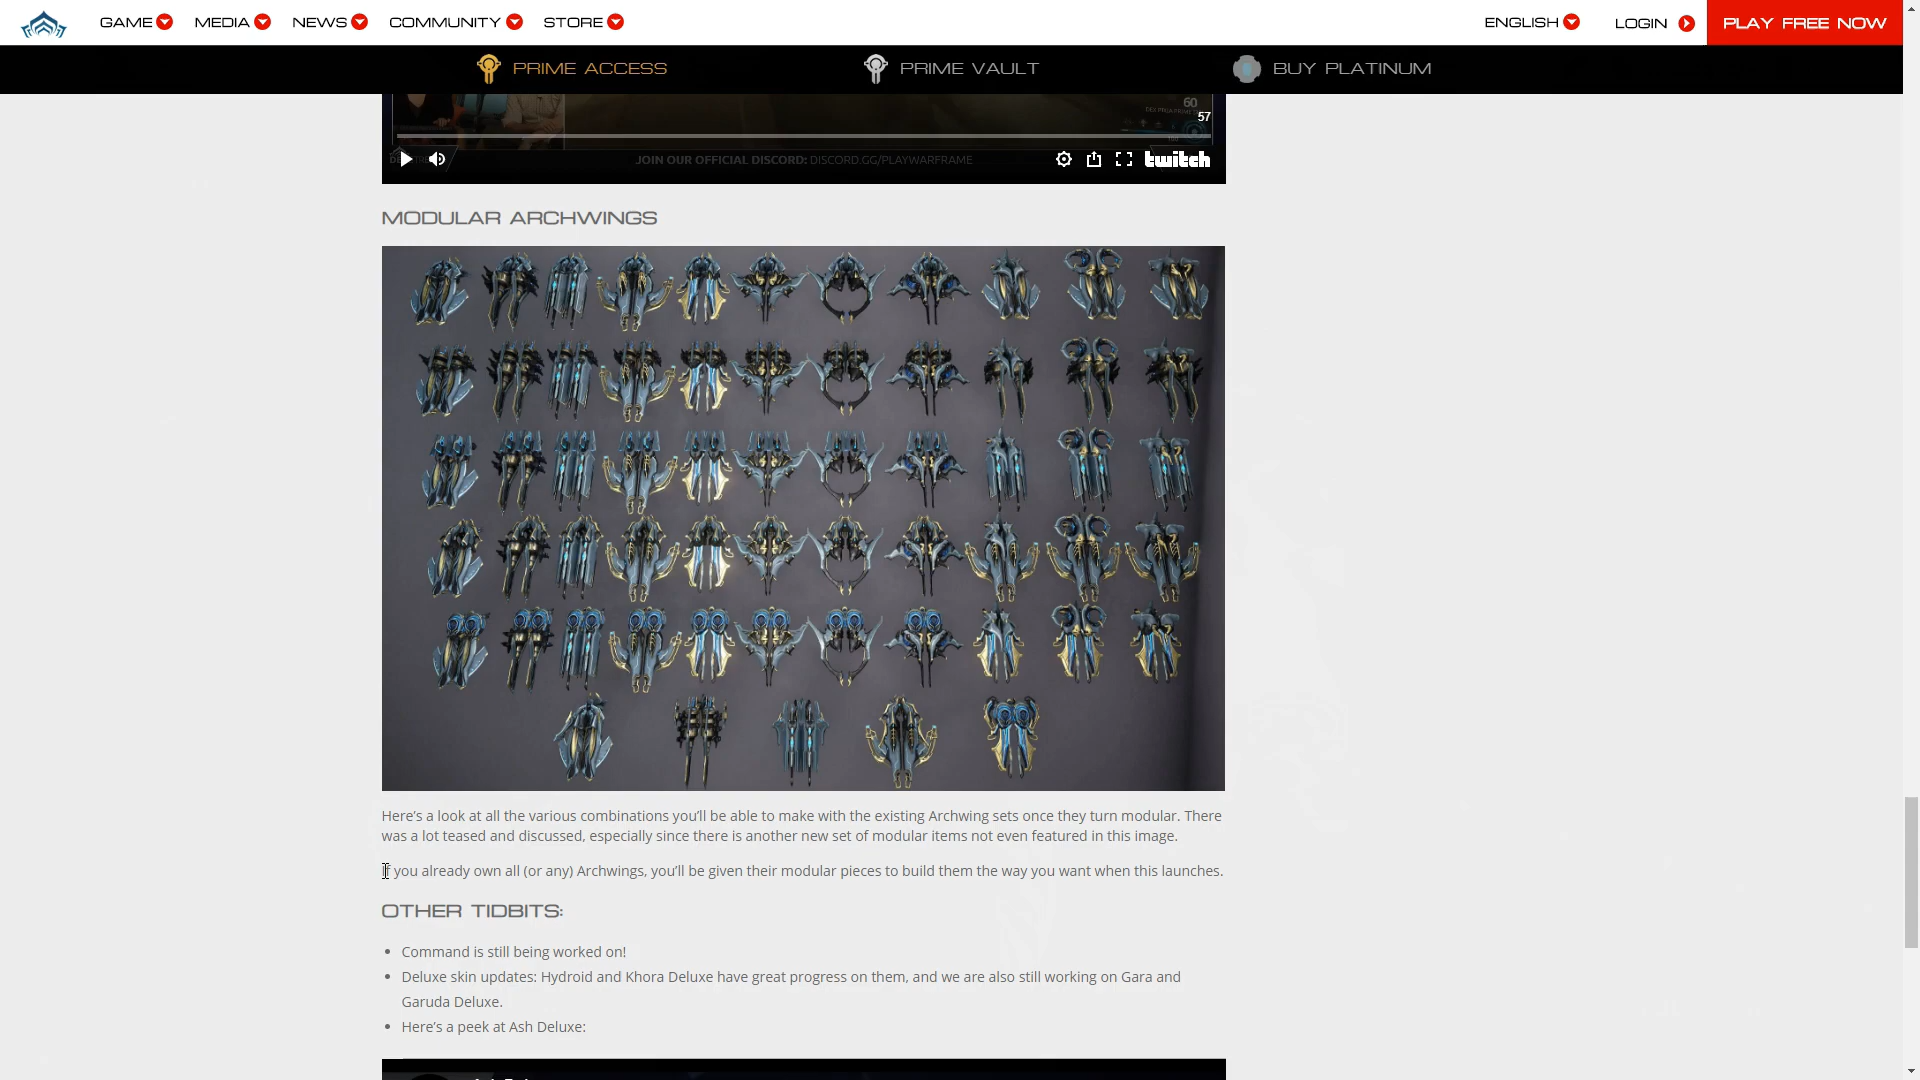 GAME MEDIA NEWS COMMUNITY STORE ENGLISH LOGIN PLAY FREE NOW
PRIME ACCESS PRIME VAULT BUY PLATINUM
60
57
JOIN OUR OFFICIAL DISCORD: DISCORD.GG/PLAYWARFRAME
twitch
MODULAR ARCHWINGS
Here's a look at all the various combinations you'll be able to make with the existing Archwing sets once they turn modular. There
was a lot teased and discussed, especially since there is another new set of modular items not even featured in this image.
If you already own all (or any) Archwings, you'll be given their modular pieces to build them the way you want when this launches.
OTHER TIDBITS:
• Command is still being worked on!
• Deluxe skin updates: Hydroid and Khora Deluxe have great progress on them, and we are also still working on Gara and
Garuda Deluxe.
• Here's a peek at Ash Deluxe: